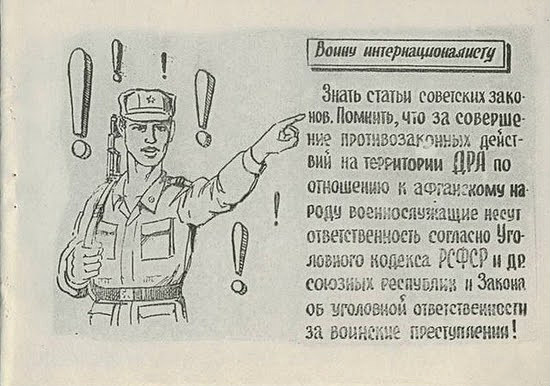 Воину интернационалисту
Знать статьи советских зако-
нов. Помнить, что за соверше-
ние противозаконных дейст-
вий на территории ДРА по
отношению к афганскому на-
роду военнослужащие несут
ответственность согласно Уго-
ловного кодекса РСФСР и др.
союзных республик и Закона
об уголовной ответственности
за воинские преступления!